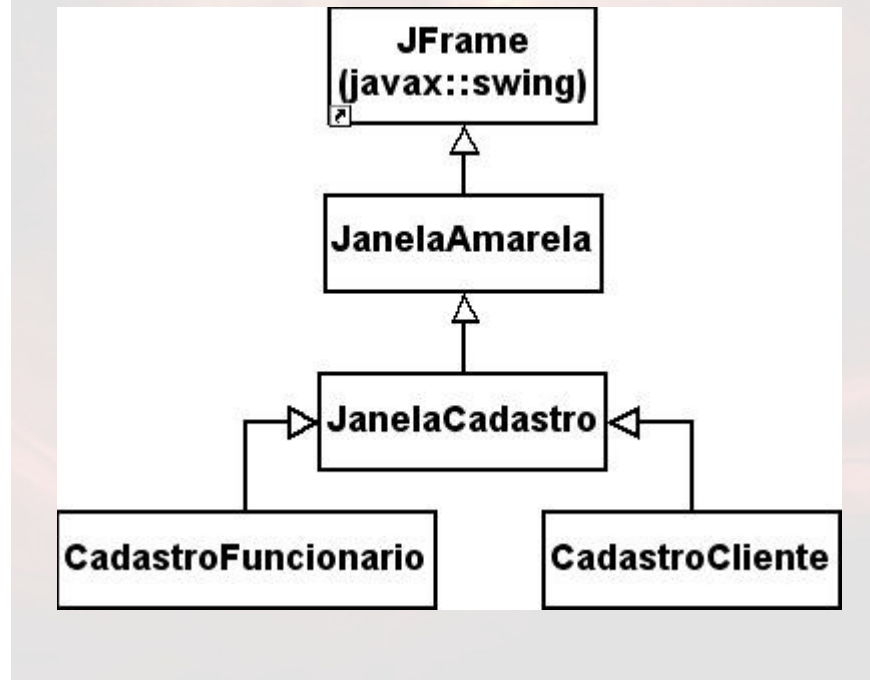 JFrame
(javax::swing)
JanelaAmarela
JanelaCadastro
CadastroFuncionario
CadastroCliente